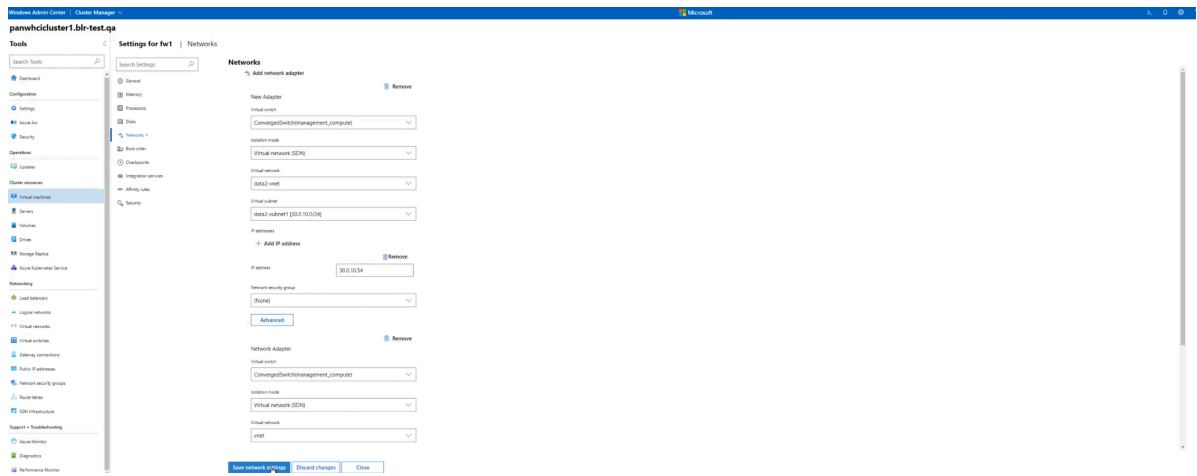 Windows Admin Center | Cluster Manager
Microsoft
panwhcicluster1.blr-test.qa
Tools
Search Tools
Dashboard
Configuration
Settings
Azure Arc
Security
Operations
Updates
Cluster resources
Virtual machines
Servers
Volumes
Drives
Storage Replica
Azure Kubernetes Service
Networking
Load balancers
Logical networks
Virtual networks
Virtual switches
Gateway connections
Public IP addresses
Network security groups
Route tables
SDN Infrastructure
Support + Troubleshooting
Azure Monitor
Diagnostics
Performance Monitor
Settings for fw1 | Networks
Search Settings
General
Memory
Processors
Disks
Networks *
Boot order
Checkpoints
Integration services
Affinity rules
Security
Networks
Add network adapter
Remove
New Adapter
Virtual switch
ConvergedSwitch(management_compute)
Isolation mode
Virtual network (SDN)
Virtual network
data2-vnet
Virtual subnet
data2-subnet1 [30.0.10.0/24]
IP addresses
+ Add IP address
Remove
IP address
30.0.10.54
Network security group
(None)
Advanced
Remove
Network Adapter
Virtual switch
ConvergedSwitch(management_compute)
Isolation mode
Virtual network (SDN)
Virtual network
vnet
Save network settings
Discard changes
Close